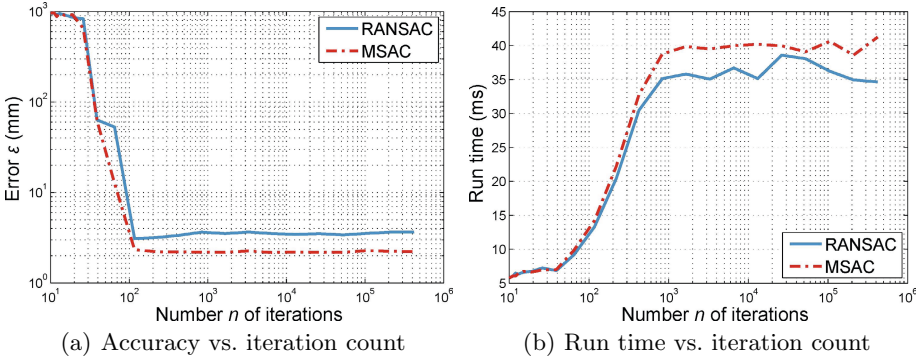 10³
10²
10¹
10⁰
Error ε (mm)
RANSAC
MSAC
10¹ 10² 10³ 10⁴ 10⁵ 10⁶
Number n of iterations
(a) Accuracy vs. iteration count
45
40
35
30
25
20
15
10
5
Run time (ms)
RANSAC
MSAC
10¹ 10² 10³ 10⁴ 10⁵ 10⁶
Number n of iterations
(b) Run time vs. iteration count